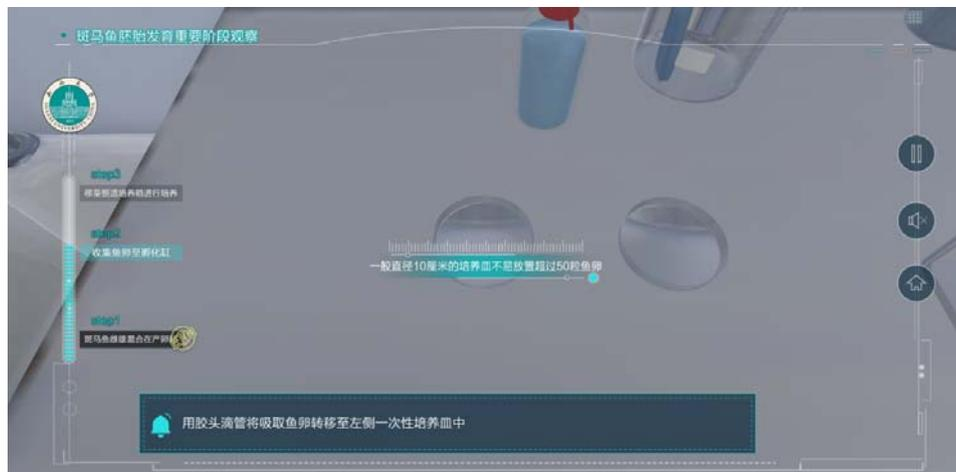 斑马鱼胚胎发育重要阶段观察
step3
移至恒温培养箱进行培养
step2
收集鱼卵至孵化缸
一般直径10厘米的培养皿不易放置超过50粒鱼卵
step1
斑马鱼雌雄混合在产卵
用胶头滴管将吸取鱼卵转移至左侧一次性培养皿中